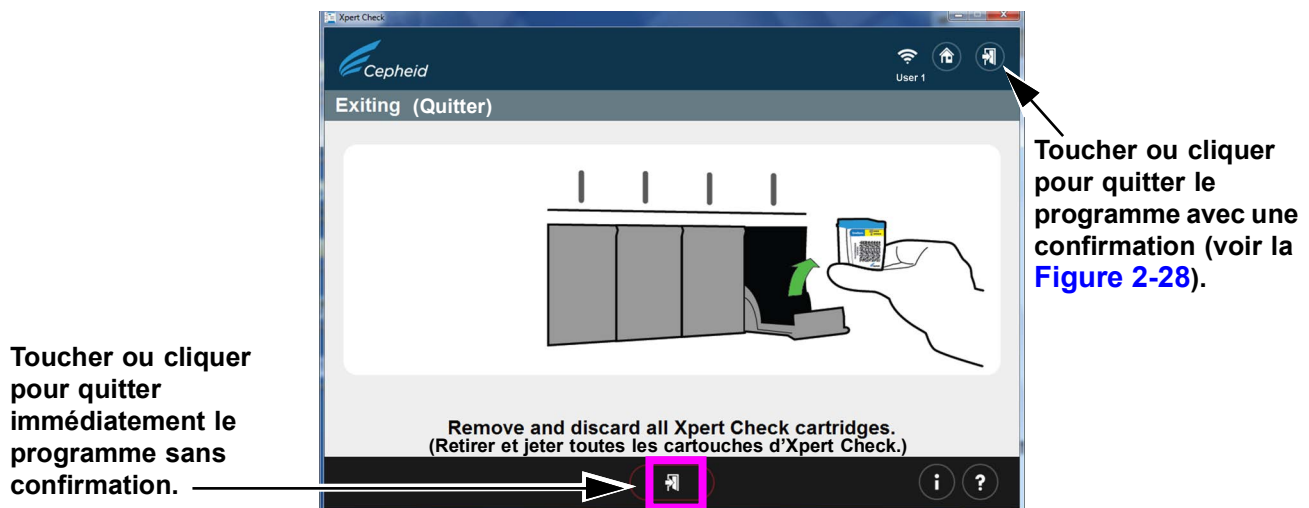 Xpert Check
Cepheid
User 1
Exiting (Quitter)
Toucher ou cliquer
pour quitter le
programme avec une
confirmation (voir la
Figure 2-28).
Toucher ou cliquer
pour quitter
immédiatement le
programme sans
confirmation.
Remove and discard all Xpert Check cartridges.
(Retirer et jeter toutes les cartouches d’Xpert Check.)
i ?